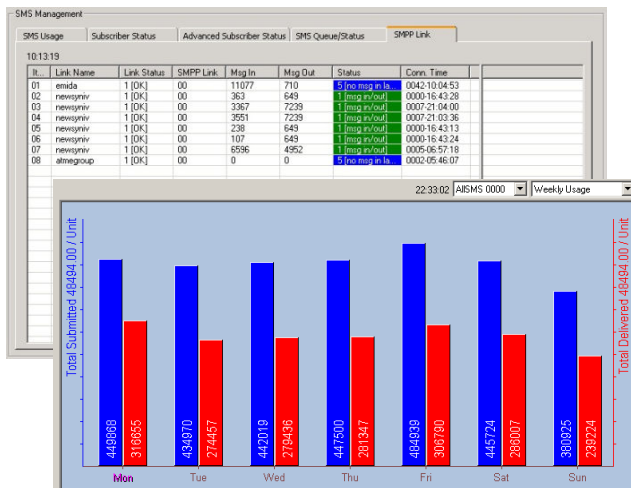 SMS Management
SMS Usage Subscriber Status Advanced Subscriber Status SMS Queue/Status SMPP Link
10:13:19
It... Link Name Link Status SMPP Link Msg In Msg Out Status Conn. Time
01 emida 1 [OK] 00 11077 710 5 [no msg in la... 0042-10:04:53
02 newsyniv 1 [OK] 00 363 649 1 [msg in/out] 0000-16:43:28
03 newsyniv 1 [OK] 00 3367 7239 1 [msg in/out] 0007-21:04:00
04 newsyniv 1 [OK] 00 3551 7239 1 [msg in/out] 0007-21:03:36
05 newsyniv 1 [OK] 00 238 649 1 [msg in/out] 0000-16:43:13
06 newsyniv 1 [OK] 00 107 649 1 [msg in/out] 0000-16:43:24
07 newsyniv 1 [OK] 00 6596 4952 1 [msg in/out] 0005-06:57:18
08 atmegroup 1 [OK] 00 0 0 5 [no msg in la... 0002-05:46:07
22:33:02 AllSMS 0000 Weekly Usage
Total Submitted 48494.00 / Unit
449868 316655 434970 274457 442019 279436 447500 281347 484939 306790 445724 286007 380925 239224
Total Delivered 48494.00 / Unit
Mon Tue Wed Thu Fri Sat Sun